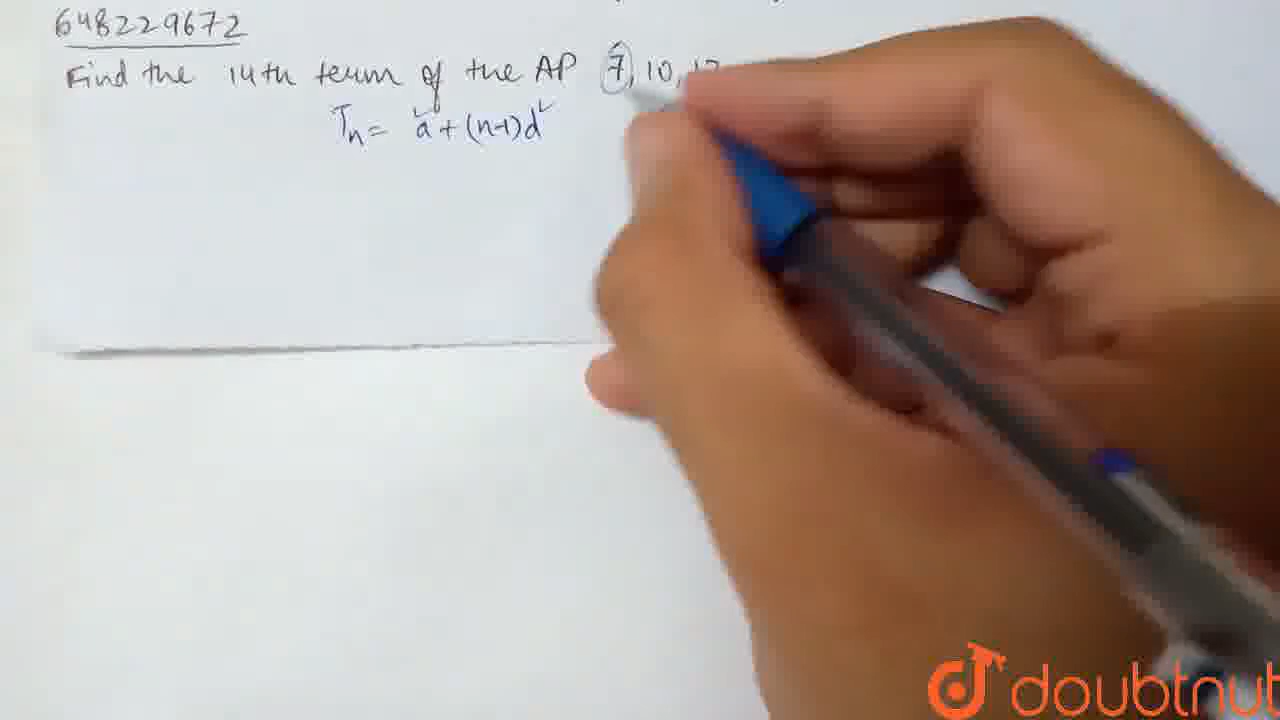 648229672
Find the 14th term of the AP 7, 10,
Tn = a + (n-1)d
doubtnut